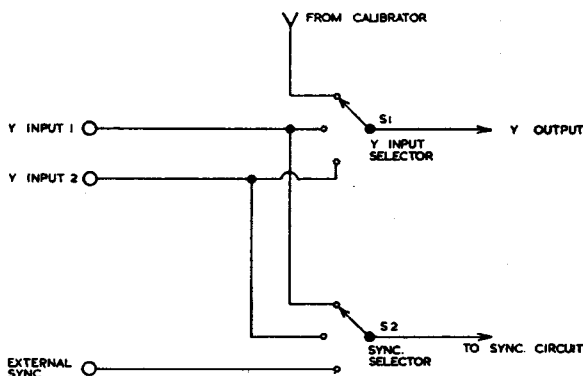 FROM CALIBRATOR
S1
Y INPUT 1
Y OUTPUT
Y INPUT
SELECTOR
Y INPUT 2
S2
SYNC.
SELECTOR
TO SYNC. CIRCUIT
EXTERNAL
SYNC.